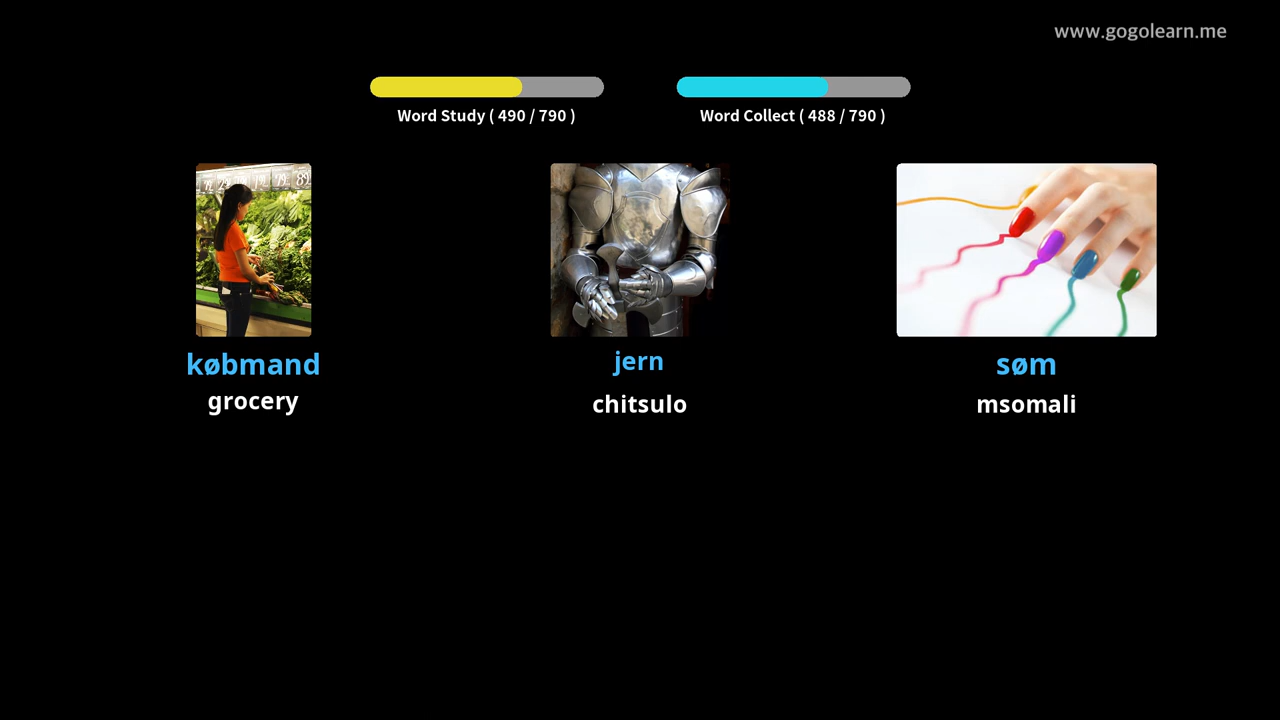 www.gogolearn.me
Word Study ( 490 / 790 )
Word Collect ( 488 / 790 )
købmand
grocery
jern
chitsulo
søm
msomali